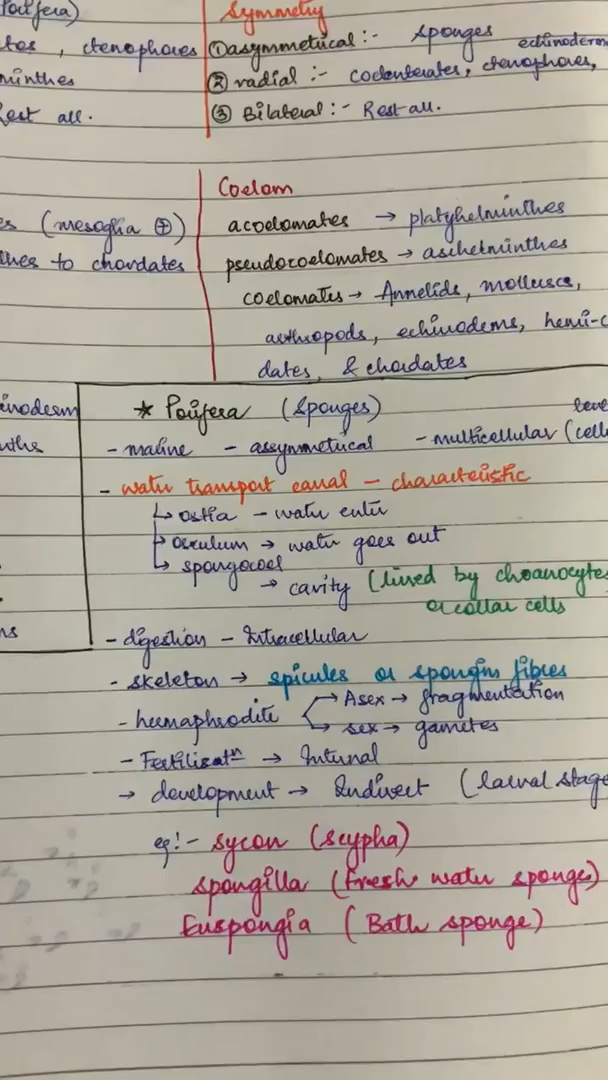 Porifera)
tes, ctenophores
minthes
Rest all.
Symmetry
① asymmetrical :- sponges
② radial :- coelenterates, ctenophores, echinoderm
③ Bilateral :- Rest all.
es (mesoglia +)
thes to chordates
Coelom
acoelomates → platyhelminthes
pseudocoelomates → aschelminthes
coelomates → Annelids, molluscs,
arthropods, echinoderms, hemi-c
dates, & chordates
inoderm
nths
ns
* Porifera (Sponges)
- marine - assymmetrical - multicellular (cell
leve
- water transport canal - characteristic
↳ ostia - water enter
↳ osculum → water goes out
↳ spongocoel
→ cavity (lined by choanocytes
or collar cells
- digestion - Intracellular
- skeleton → spicules or spongin fibres
- hermaphrodite
Asex → fragmentation
sex → gametes
- Fertilisatn → Internal
→ development → Indirect (larval stage
eg:- sycon (scypha)
spongilla (Fresh water sponge)
Euspongia (Bath sponge)